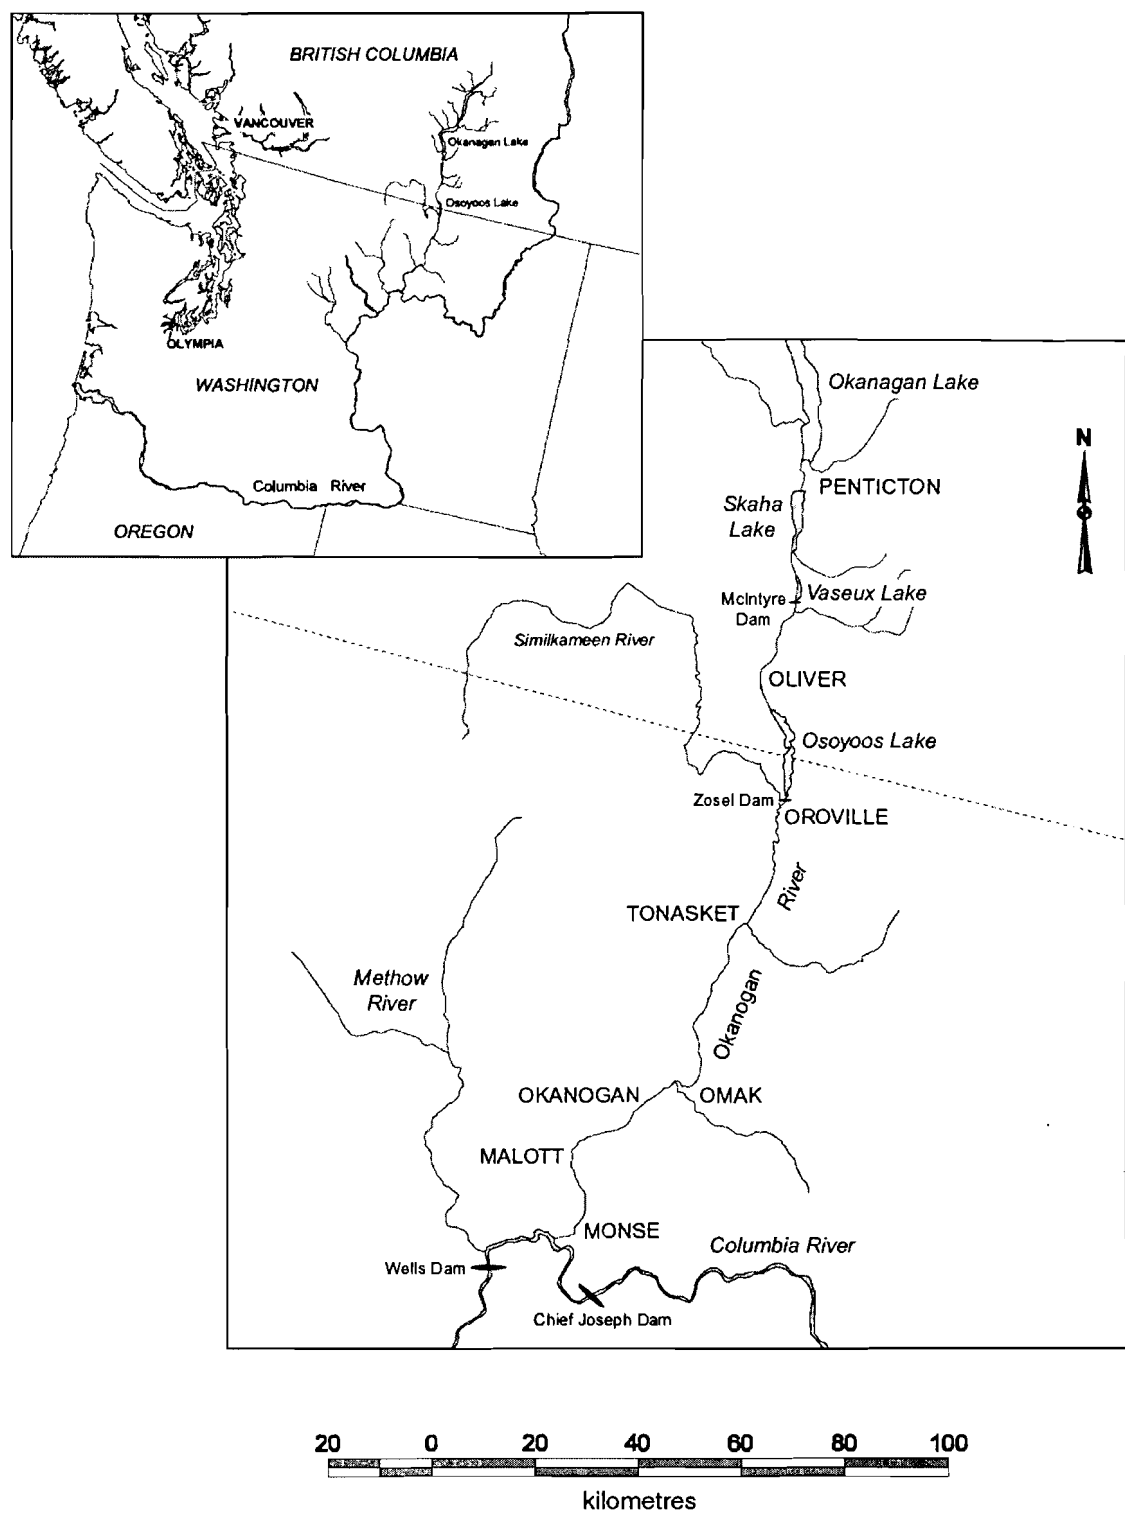 BRITISH COLUMBIA
VANCOUVER
Okanagan Lake
Osoyoos Lake
OLYMPIA
WASHINGTON
Columbia River
OREGON
Okanagan Lake
N
PENTICTON
Skaha
Lake
McIntyre
Dam
Vaseux Lake
Similkameen River
OLIVER
Osoyoos Lake
Zosel Dam
OROVILLE
River
TONASKET
Methow
River
Okanogan
OKANOGAN
OMAK
MALOTT
MONSE
Columbia River
Wells Dam
Chief Joseph Dam
20 0 20 40 60 80 100
kilometres